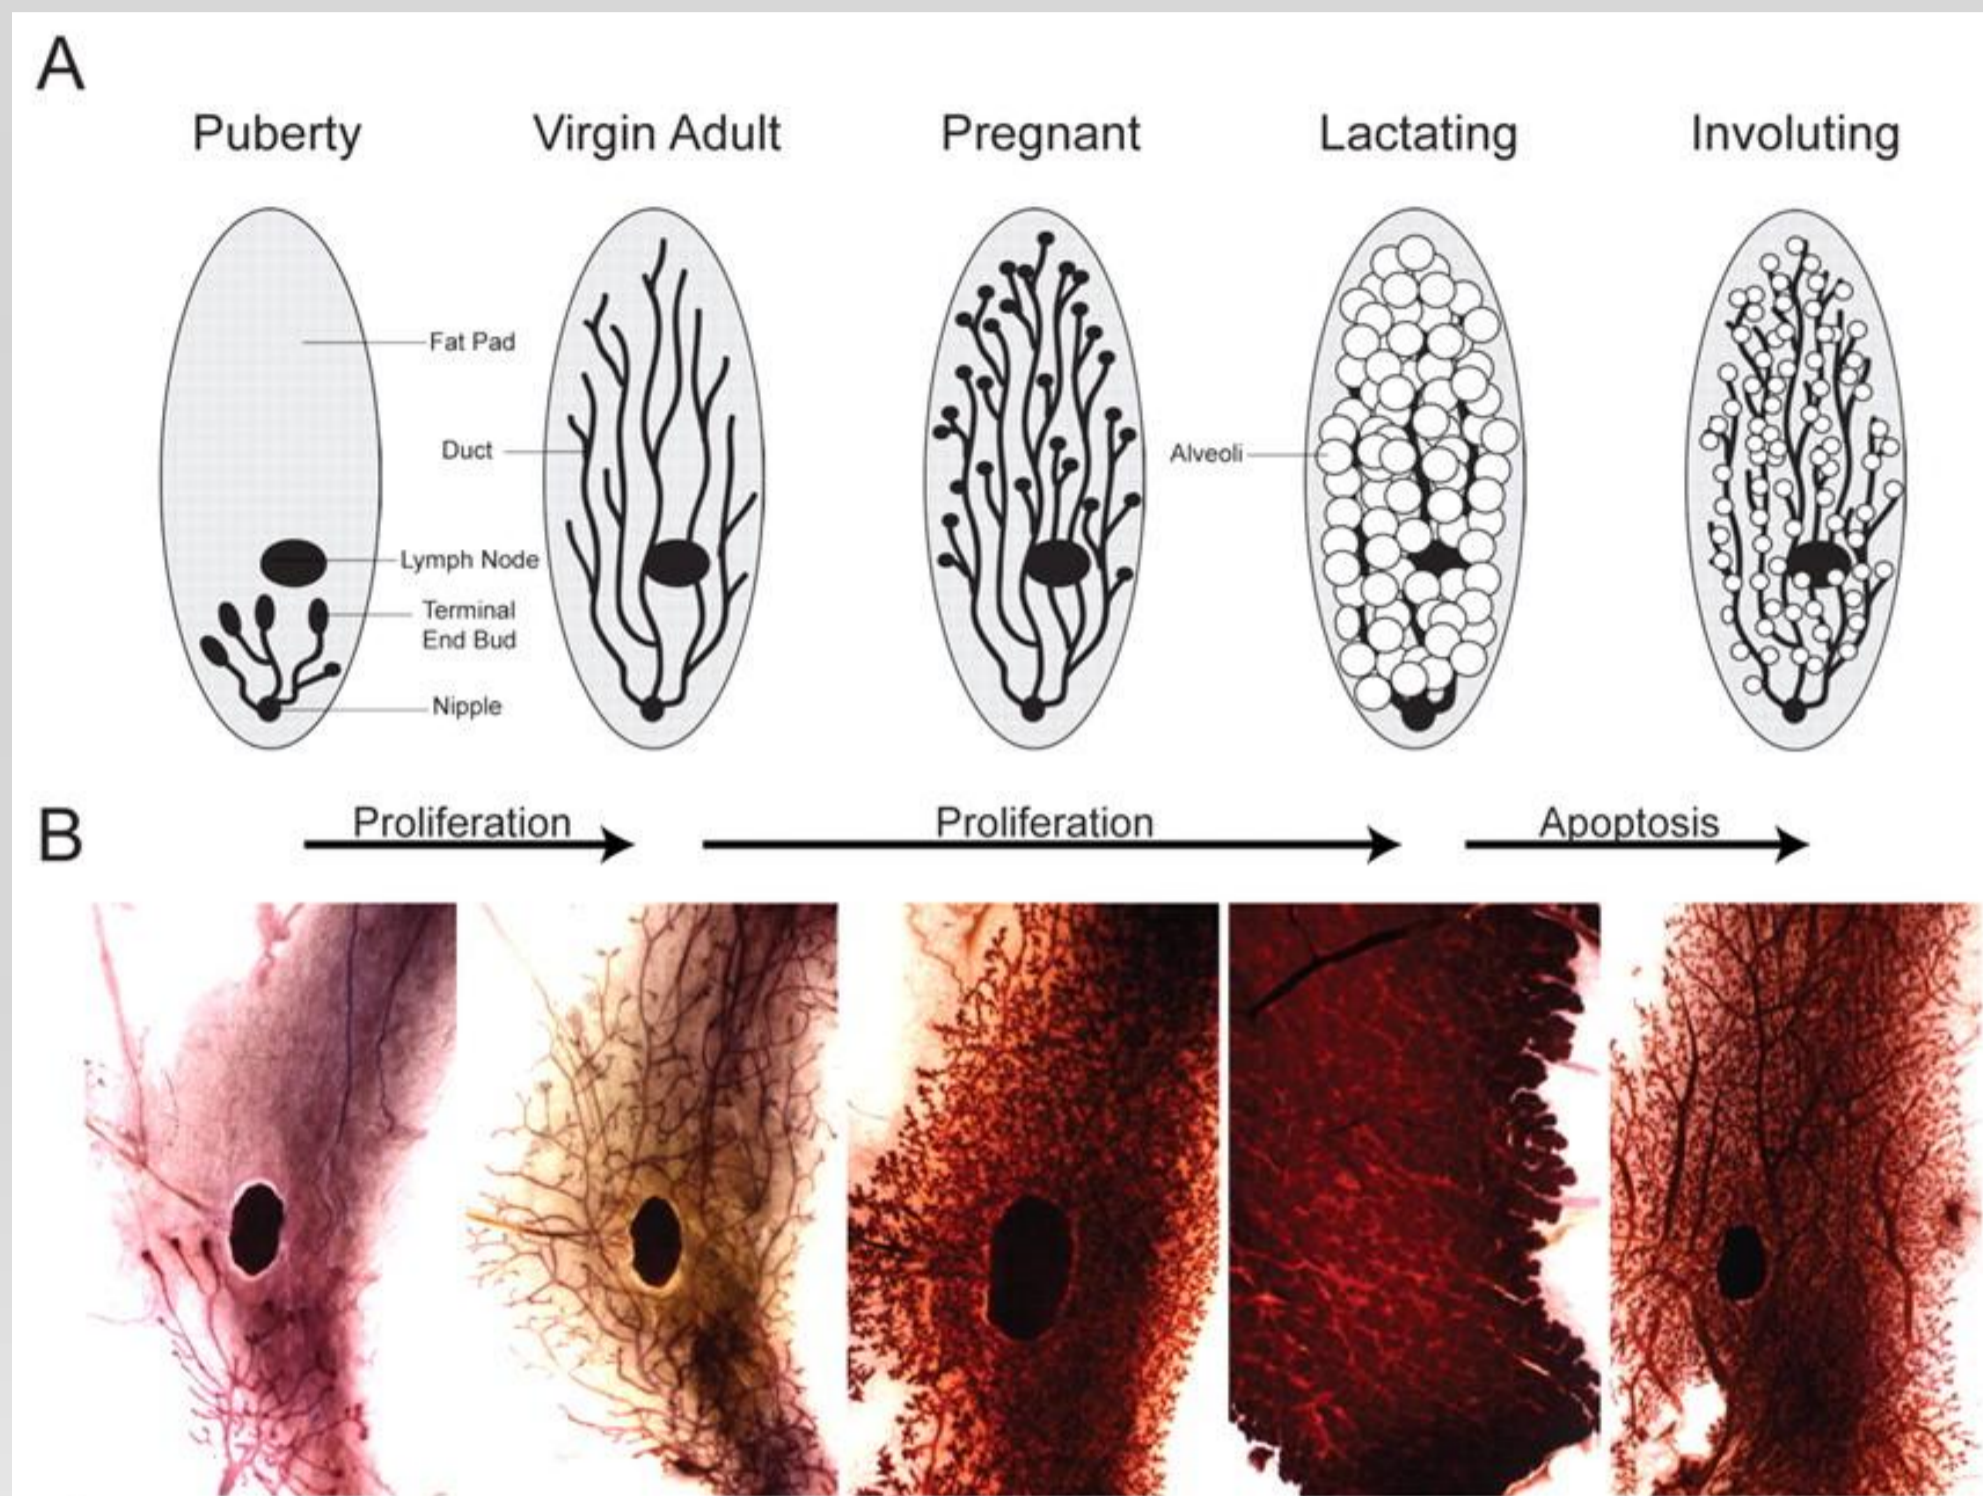 A
Puberty
Virgin Adult
Pregnant
Lactating
Involuting
Fat Pad
Duct
Alveoli
Lymph Node
Terminal
End Bud
Nipple
B
Proliferation
Proliferation
Apoptosis